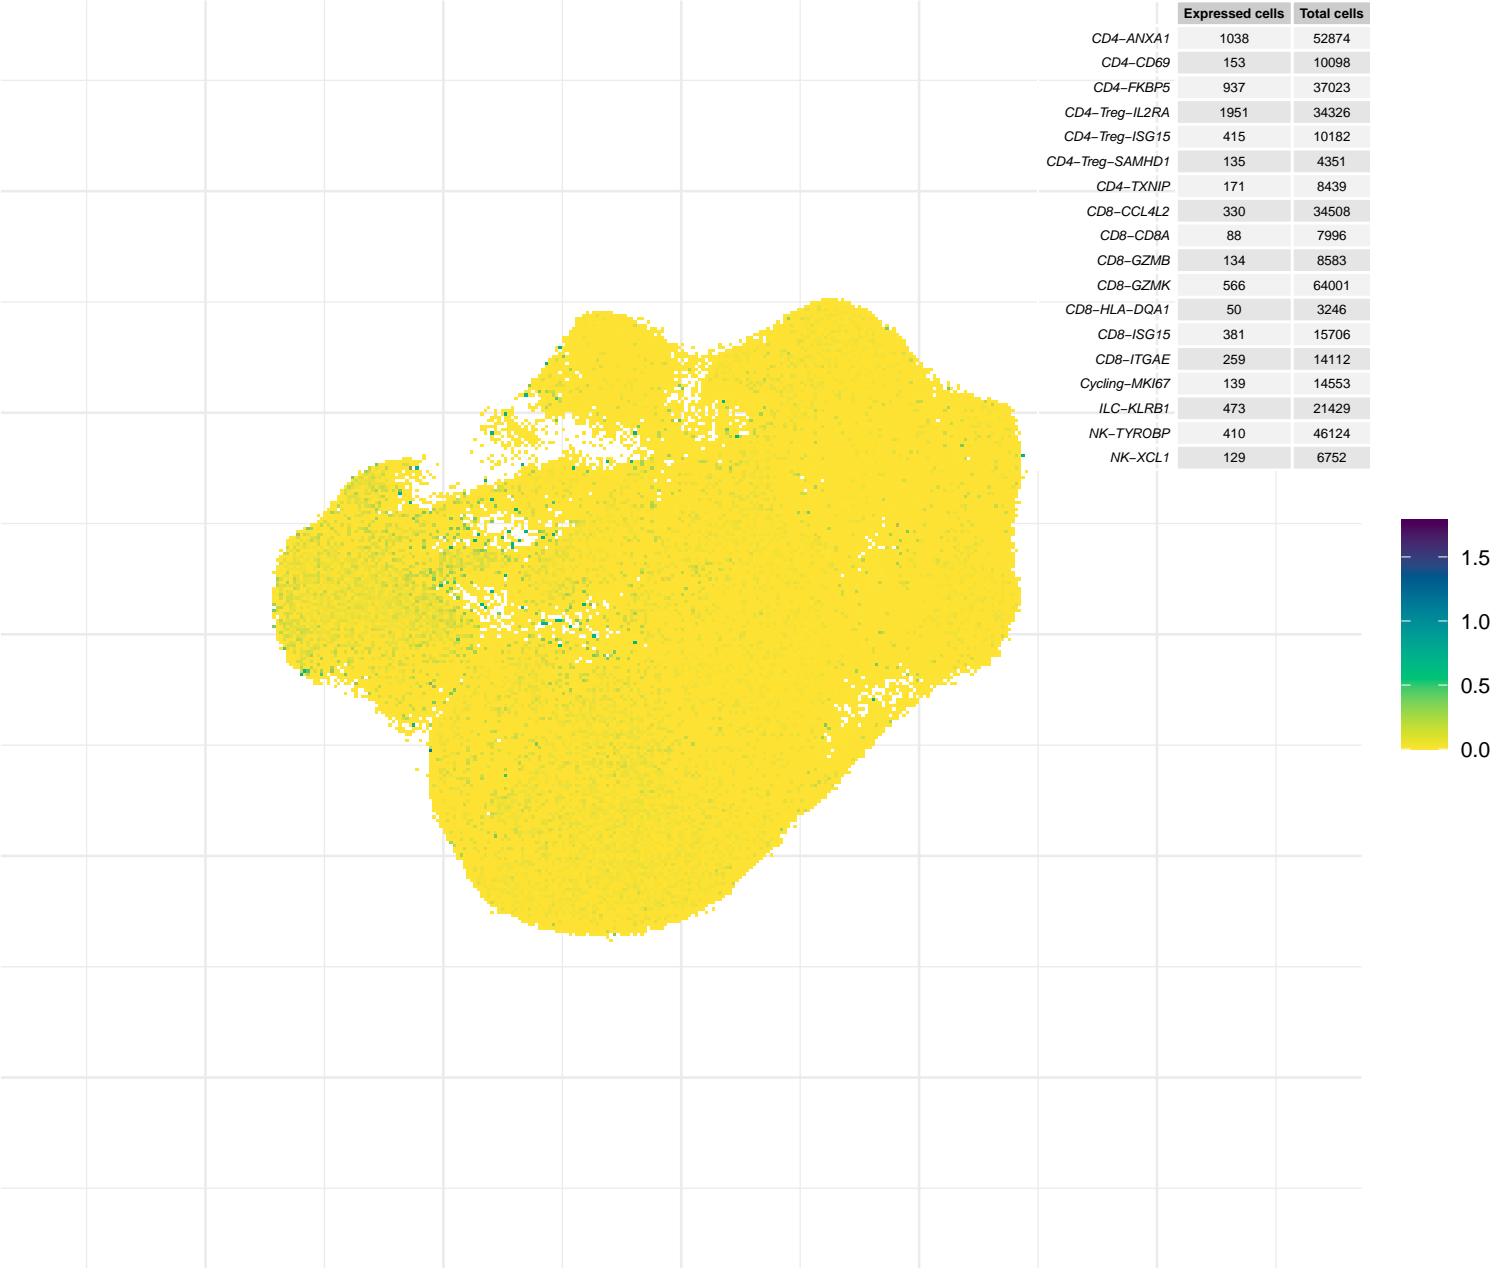 Expressed cells Total cells
CD4−ANXA1 1038 52874
CD4−CD69 153 10098
CD4−FKBP5 937 37023
CD4−Treg−IL2RA 1951 34326
CD4−Treg−ISG15 415 10182
CD4−Treg−SAMHD1 135 4351
CD4−TXNIP 171 8439
CD8−CCL4L2 330 34508
CD8−CD8A 88 7996
CD8−GZMB 134 8583
CD8−GZMK 566 64001
CD8−HLA−DQA1 50 3246
CD8−ISG15 381 15706
CD8−ITGAE 259 14112
Cycling−MKI67 139 14553
ILC−KLRB1 473 21429
NK−TYROBP 410 46124
NK−XCL1 129 6752
1.5
1.0
0.5
0.0